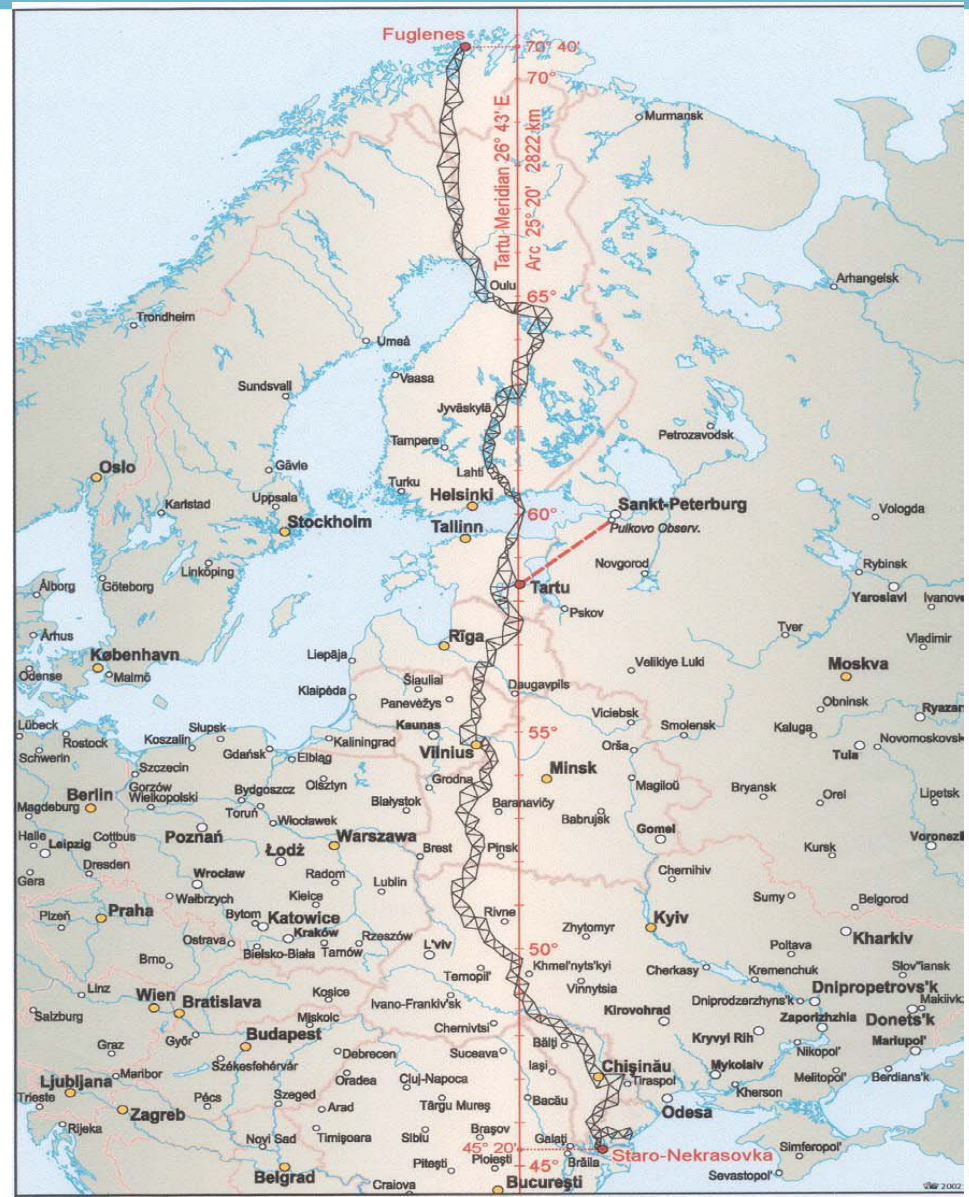 Fuglenes
70° 40'
70°
Tartu Meridian 26° 43' E
Arc 25° 20' 2822 km
Murmansk
Oulu
65°
Arhangelsk
Trondheim
Umeå
Vaasa
Sundsvall
Jyväskylä
Petrozavodsk
Tampere
Oslo
Gävle
Lahti
Turku
Karlstad
Uppsala
Helsinki
60°
Sankt-Peterburg
Pulkovo Observ.
Vologda
Stockholm
Tallinn
Linköping
Novgorod
Rybinsk
Ålborg
Göteborg
Tartu
Yaroslavl
Ivanove
Pskov
Århus
Rīga
Tver
Vladimir
København
Liepāja
Velikiye Luki
Moskva
Odense
Malmö
Šiauliai
Daugavpils
Klaipėda
Panevėžys
Obninsk
Ryazan
Lübeck
Rostock
Koszalin
Słupsk
Kaunas
Viciebsk
Smolensk
Kaluga
Gdańsk
Kaliningrad
55°
Schwerin
Elbląg
Vilnius
Orša
Tula
Novomoskovsk
Szczecin
Olsztyn
Grodna
Minsk
Magiloŭ
Bryansk
Gorzów
Wielkopolski
Bydgoszcz
Berlin
Białystok
Baranavičy
Orel
Lipetsk
Magdeburg
Toruń
Włocławek
Babrujsk
Halle
Cottbus
Poznań
Warszawa
Gomel
Voronezh
Leipzig
Łodż
Brest
Pinsk
Kursk
Dresden
Chernihiv
Gera
Wrocław
Radom
Lublin
Wałbrzych
Kielce
Sumy
Belgorod
Plzeň
Praha
Bytom
Katowice
Rivne
Zhytomyr
Kyiv
Kharkiv
Kraków
Ostrava
Bielsko-Biała
Tarnów
Rzeszów
L'viv
50°
Poltava
Brno
Ternopil'
Khmel'nyts'kyi
Cherkasy
Kremenchuk
Slov"iansk
Vinnytsia
Linz
Wien
Bratislava
Kosice
Ivano-Frankiv'sk
Dniprodzerzhyns'k
Dnipropetrovs'k
Makiivk
Salzburg
Miskolc
Chernivtsi
Kirovohrad
Zaporizhzhia
Donets'k
Győr
Budapest
Kryvyi Rih
Mariupol'
Graz
Debrecen
Suceava
Bălţi
Nikopol'
Székesfehérvár
Iaşi
Chişinău
Mykolaiv
Melitopol'
Berdians'k
Maribor
Oradea
Cluj-Napoca
Tiraspol
Ljubljana
Kherson
Trieste
Pécs
Szeged
Arad
Târgu Mureş
Bacău
Odesa
Zagreb
Rijeka
Timişoara
Sibiu
Braşov
Novi Sad
Galaţi
45° 20'
Staro-Nekrasovka
Simferopol'
Belgrad
Piteşti
Ploieşti
45°
Brăila
Sevastopol'
Craiova
Bucureşti
2002